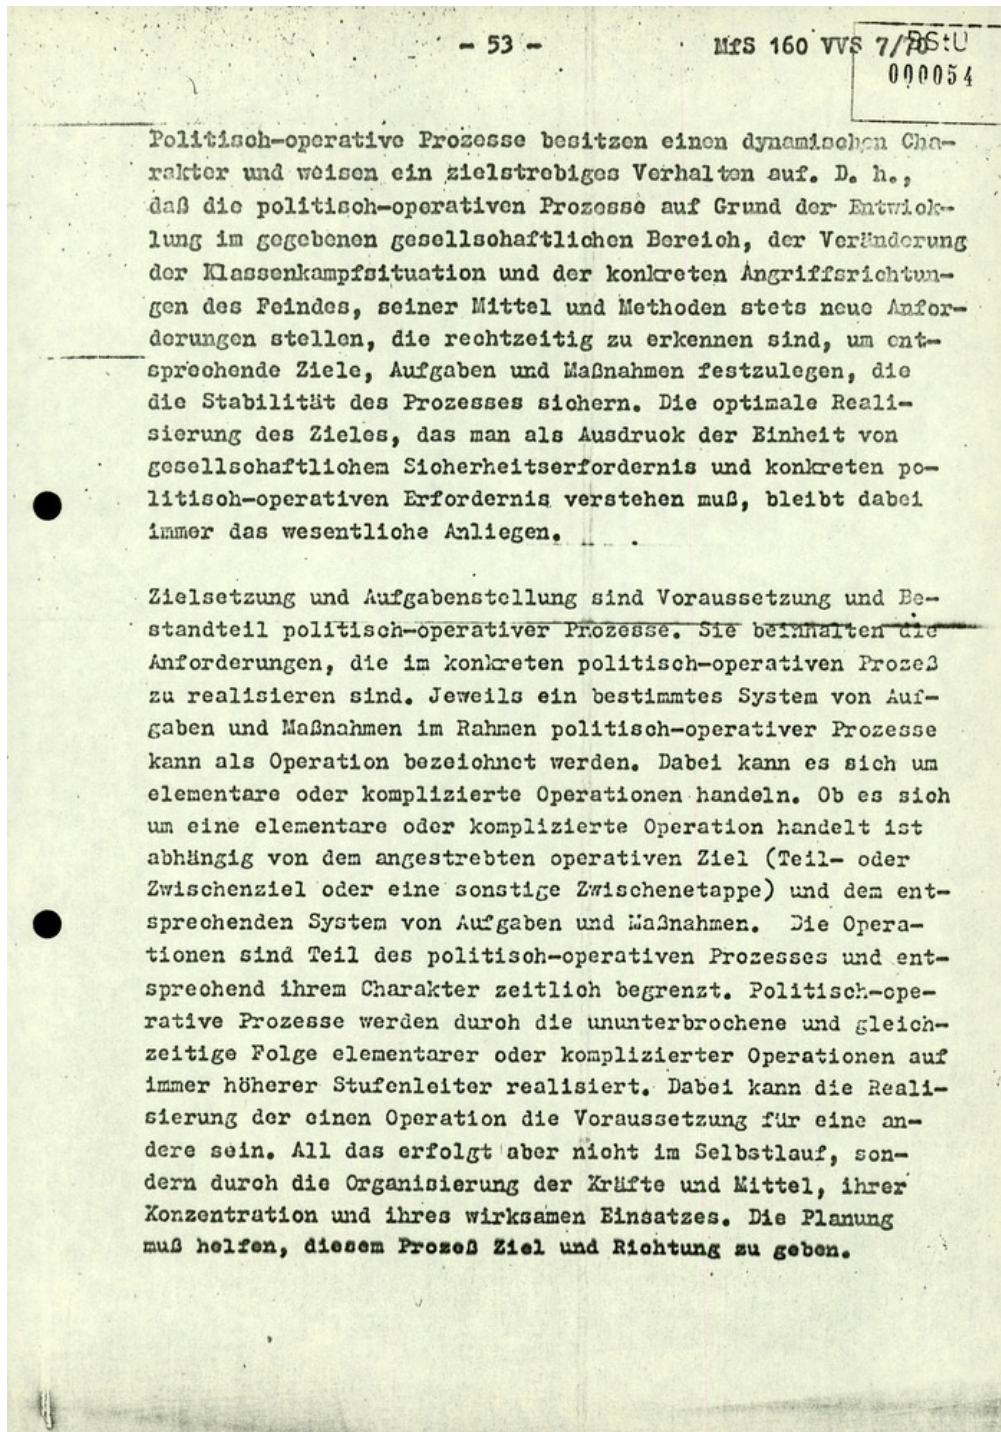 - 53 -
MfS 160 VVS 7/70
BStU
000054
Politisch-operative Prozesse besitzen einen dynamischen Cha-
rakter und weisen ein zielstrebiges Verhalten auf. D. h.,
daß die politisch-operativen Prozesse auf Grund der Entwick-
lung im gegebenen gesellschaftlichen Bereich, der Veränderung
der Klassenkampfsituation und der konkreten Angriffsrichtun-
gen des Feindes, seiner Mittel und Methoden stets neue Anfor-
derungen stellen, die rechtzeitig zu erkennen sind, um ent-
sprechende Ziele, Aufgaben und Maßnahmen festzulegen, die
die Stabilität des Prozesses sichern. Die optimale Reali-
sierung des Zieles, das man als Ausdruck der Einheit von
gesellschaftlichem Sicherheitserfordernis und konkreten po-
litisch-operativen Erfordernis verstehen muß, bleibt dabei
immer das wesentliche Anliegen.
Zielsetzung und Aufgabenstellung sind Voraussetzung und Be-
standteil politisch-operativer Prozesse. Sie beinhalten die
Anforderungen, die im konkreten politisch-operativen Prozeß
zu realisieren sind. Jeweils ein bestimmtes System von Auf-
gaben und Maßnahmen im Rahmen politisch-operativer Prozesse
kann als Operation bezeichnet werden. Dabei kann es sich um
elementare oder komplizierte Operationen handeln. Ob es sich
um eine elementare oder komplizierte Operation handelt ist
abhängig von dem angestrebten operativen Ziel (Teil- oder
Zwischenziel oder eine sonstige Zwischenetappe) und dem ent-
sprechenden System von Aufgaben und Maßnahmen. Die Opera-
tionen sind Teil des politisch-operativen Prozesses und ent-
sprechend ihrem Charakter zeitlich begrenzt. Politisch-ope-
rative Prozesse werden durch die ununterbrochene und gleich-
zeitige Folge elementarer oder komplizierter Operationen auf
immer höherer Stufenleiter realisiert. Dabei kann die Reali-
sierung der einen Operation die Voraussetzung für eine an-
dere sein. All das erfolgt aber nicht im Selbstlauf, son-
dern durch die Organisierung der Kräfte und Mittel, ihrer
Konzentration und ihres wirksamen Einsatzes. Die Planung
muß helfen, diesem Prozeß Ziel und Richtung zu geben.